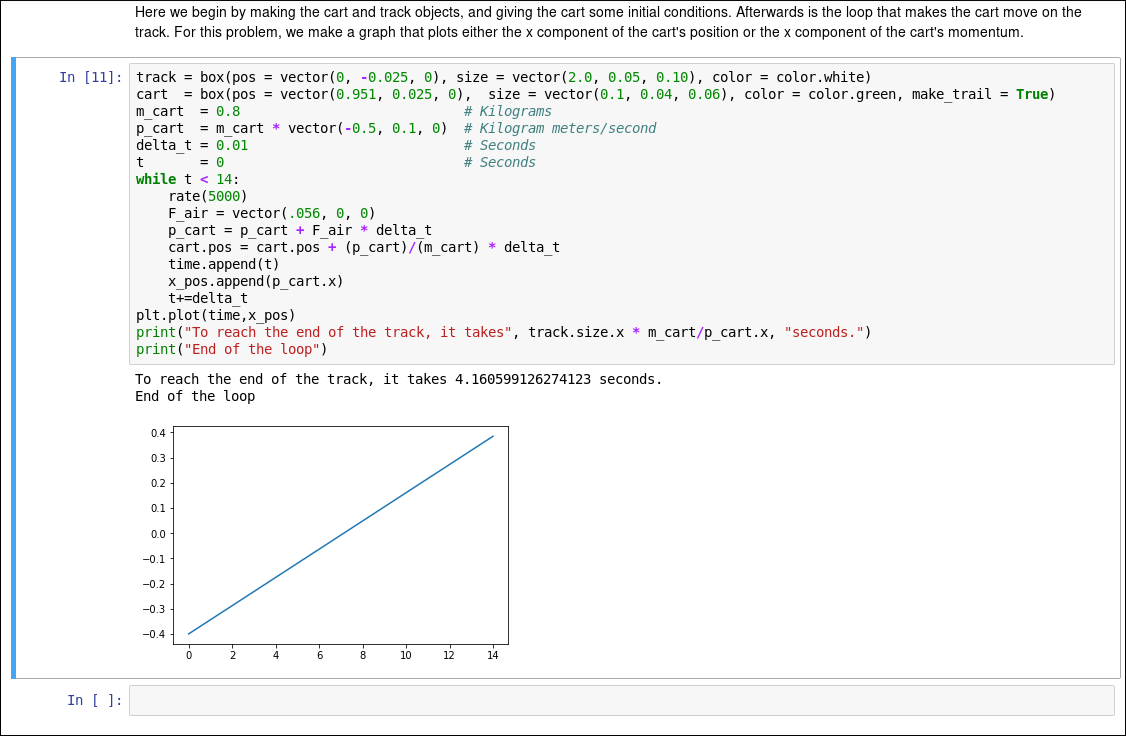 Here we begin by making the cart and track objects, and giving the cart some initial conditions. Afterwards is the loop that makes the cart move on the
track. For this problem, we make a graph that plots either the x component of the cart's position or the x component of the cart's momentum.
In [11]: track = box(pos = vector(0, -0.025, 0), size = vector(2.0, 0.05, 0.10), color = color.white)
cart  = box(pos = vector(0.951, 0.025, 0),  size = vector(0.1, 0.04, 0.06), color = color.green, make_trail = True)
m_cart  = 0.8                            # Kilograms
p_cart  = m_cart * vector(-0.5, 0.1, 0)  # Kilogram meters/second
delta_t = 0.01                           # Seconds
t       = 0                              # Seconds
while t < 14:
    rate(5000)
    F_air = vector(.056, 0, 0)
    p_cart = p_cart + F_air * delta_t
    cart.pos = cart.pos + (p_cart)/(m_cart) * delta_t
    time.append(t)
    x_pos.append(p_cart.x)
    t+=delta_t
plt.plot(time,x_pos)
print("To reach the end of the track, it takes", track.size.x * m_cart/p_cart.x, "seconds.")
print("End of the loop")
To reach the end of the track, it takes 4.160599126274123 seconds.
End of the loop
0.4
0.3
0.2
0.1
0.0
−0.1
−0.2
−0.3
−0.4
0 2 4 6 8 10 12 14
In [ ]: